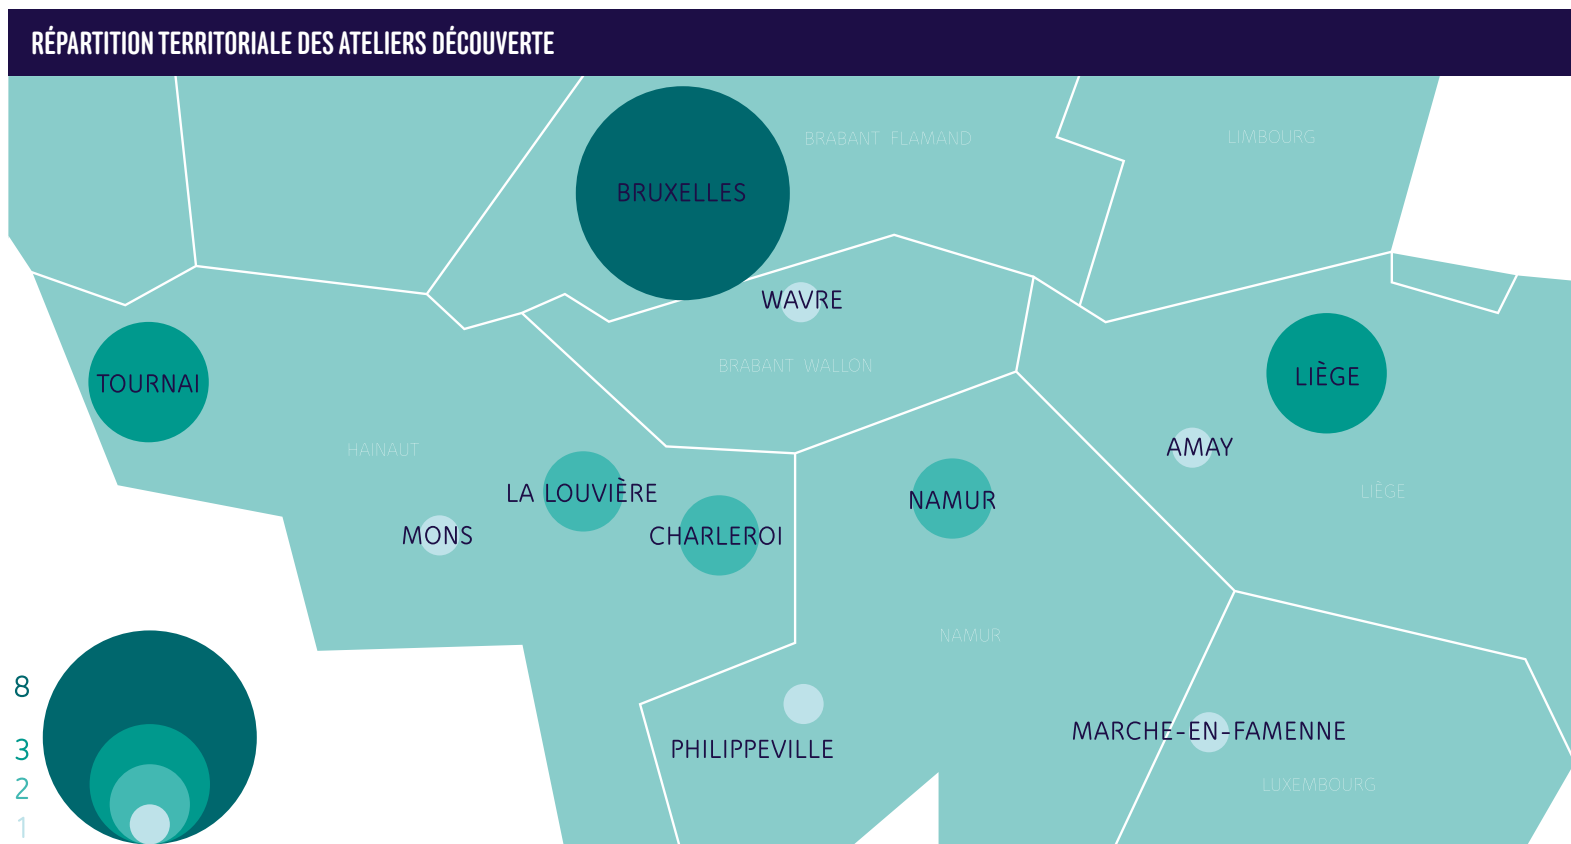 RÉPARTITION TERRITORIALE DES ATELIERS DÉCOUVERTE
BRABANT FLAMAND
LIMBOURG
BRUXELLES
WAVRE
BRABANT WALLON
TOURNAI
LIÈGE
HAINAUT
AMAY
LA LOUVIÈRE
NAMUR
LIÈGE
MONS
CHARLEROI
NAMUR
PHILIPPEVILLE
MARCHE-EN-FAMENNE
LUXEMBOURG
8
3
2
1